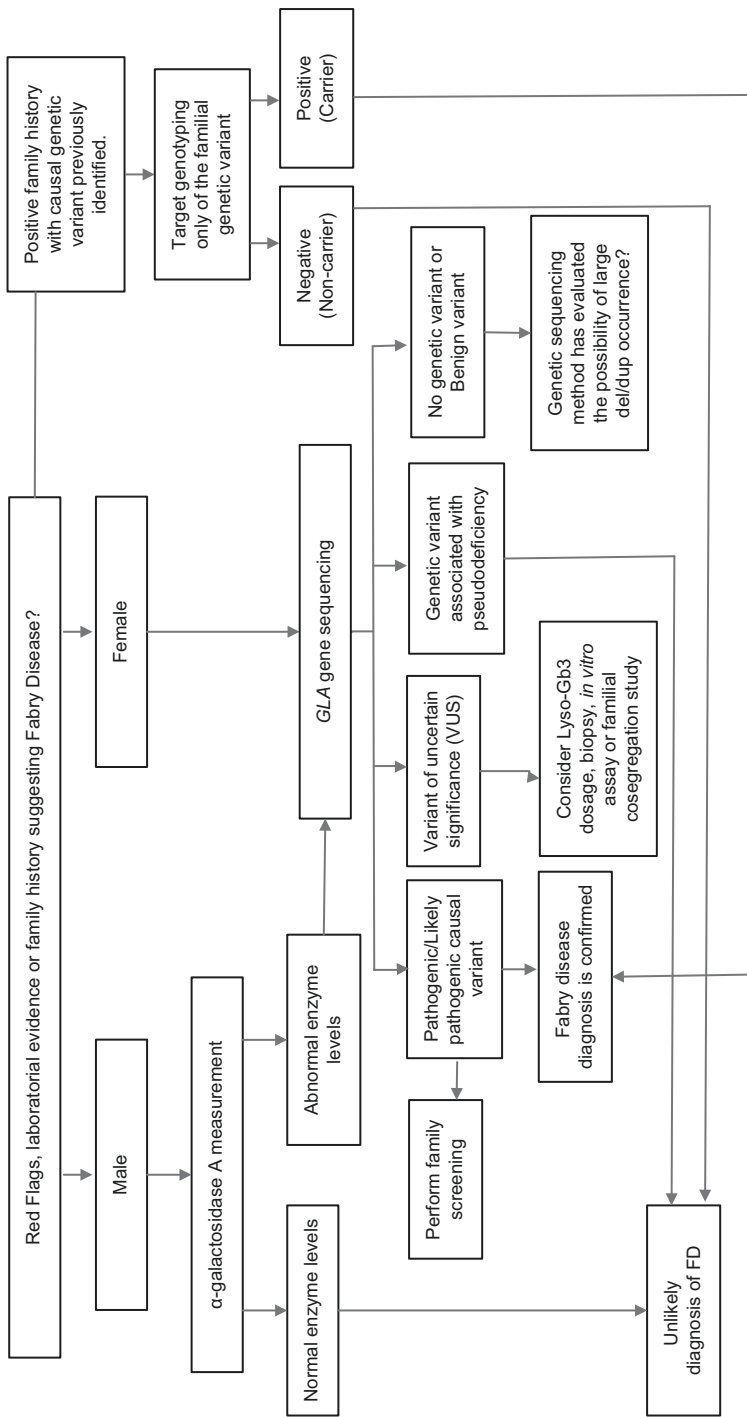 Red Flags, laboratorial evidence or family history suggesting Fabry Disease?
Positive family history
with causal genetic
variant previously
identified.
Male
Female
Target genotyping
only of the familial
genetic variant
α-galactosidase A measurement
Negative
(Non-carrier)
Positive
(Carrier)
Normal enzyme levels
Abnormal enzyme
levels
GLA gene sequencing
Perform family
screening
Pathogenic/Likely
pathogenic causal
variant
Variant of uncertain
significance (VUS)
Genetic variant
associated with
pseudodeficiency
No genetic variant or
Benign variant
Fabry disease
diagnosis is confirmed
Consider Lyso-Gb3
dosage, biopsy, in vitro
assay or familial
cosegregation study
Genetic sequencing
method has evaluated
the possibility of large
del/dup occurrence?
Unlikely
diagnosis of FD